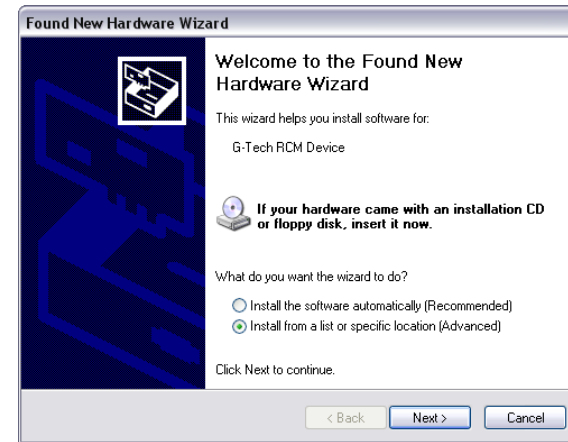 Found New Hardware Wizard
Welcome to the Found New
Hardware Wizard
This wizard helps you install software for:
G-Tech RCM Device
If your hardware came with an installation CD
or floppy disk, insert it now.
What do you want the wizard to do?
Install the software automatically (Recommended)
Install from a list or specific location (Advanced)
Click Next to continue.
< Back Next > Cancel